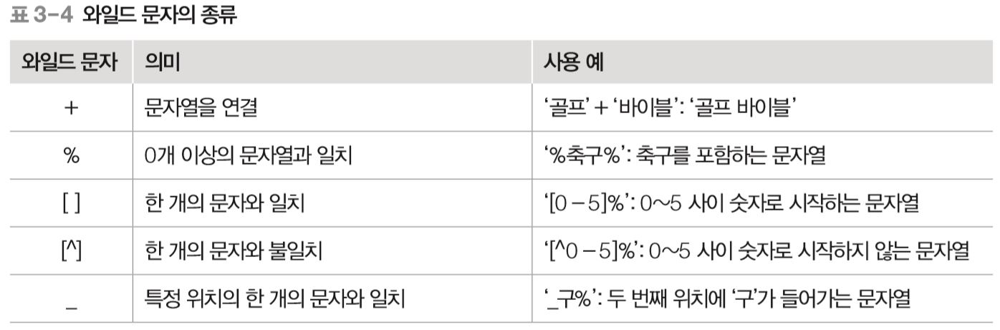 표 3-4 와일드 문자의 종류
와일드 문자 의미 사용 예
+ 문자열을 연결 ‘골프’ + ‘바이블’: ‘골프 바이블’
% 0개 이상의 문자열과 일치 ‘%축구%’: 축구를 포함하는 문자열
[ ] 한 개의 문자와 일치 ‘[0 – 5]%’: 0~5 사이 숫자로 시작하는 문자열
[^] 한 개의 문자와 불일치 ‘[^0 – 5]%’: 0~5 사이 숫자로 시작하지 않는 문자열
_ 특정 위치의 한 개의 문자와 일치 ‘_구%’: 두 번째 위치에 ‘구’가 들어가는 문자열